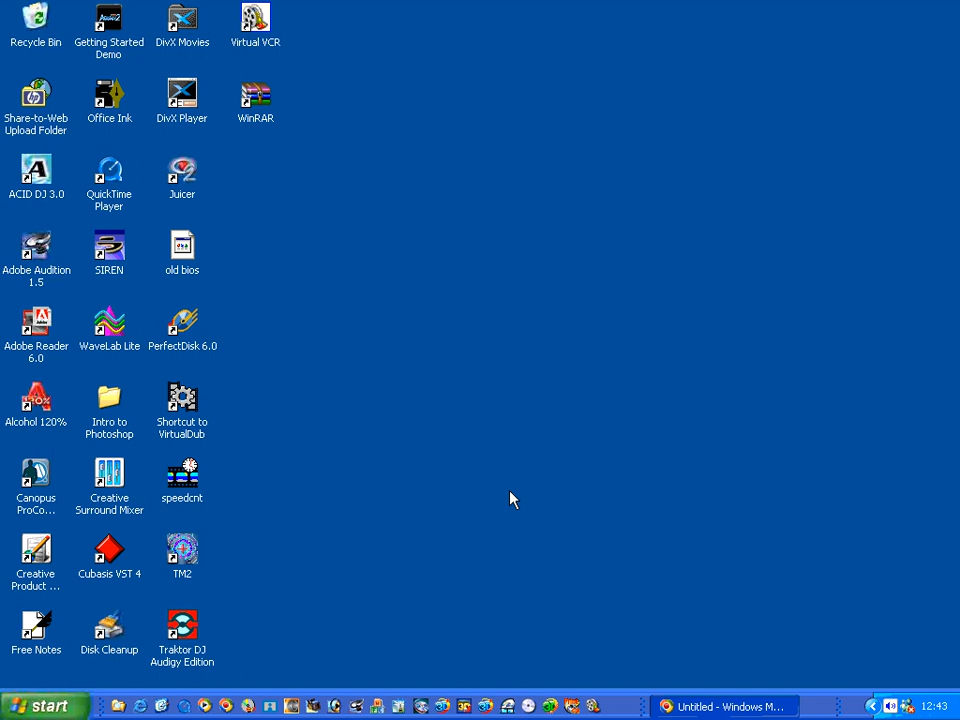 Recycle Bin
Getting Started
Demo
DivX Movies
Virtual VCR
Share-to-Web
Upload Folder
Office Ink
DivX Player
WinRAR
ACID DJ 3.0
QuickTime
Player
Juicer
Adobe Audition
1.5
SIREN
old bios
Adobe Reader
6.0
WaveLab Lite
PerfectDisk 6.0
Alcohol 120%
Intro to
Photoshop
Shortcut to
VirtualDub
Canopus
ProCo...
Creative
Surround Mixer
speedcnt
Creative
Product ...
Cubasis VST 4
TM2
Free Notes
Disk Cleanup
Traktor DJ
Audigy Edition
start
Untitled - Windows M...
12:43